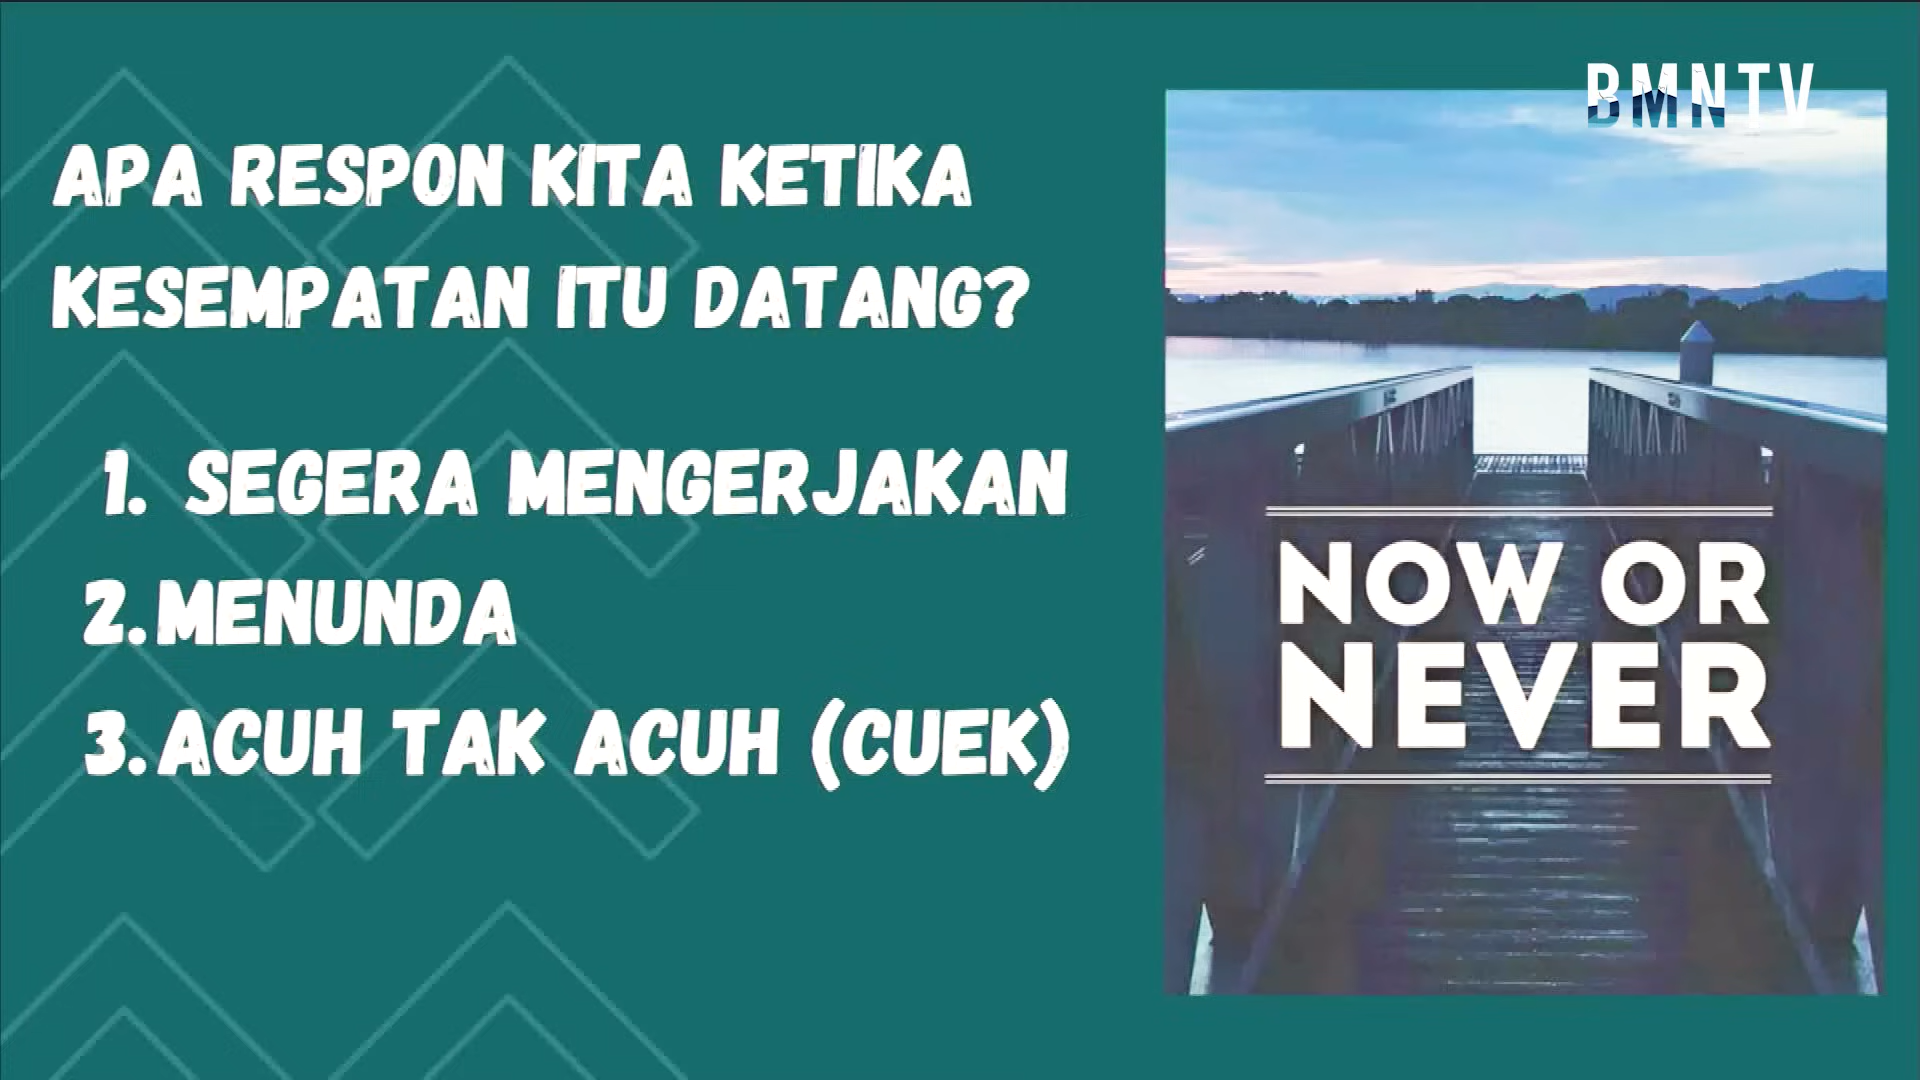 BMNTV
APA RESPON KITA KETIKA
KESEMPATAN ITU DATANG?
1. SEGERA MENGERJAKAN
2. MENUNDA
3. ACUH TAK ACUH (CUEK)
NOW OR
NEVER